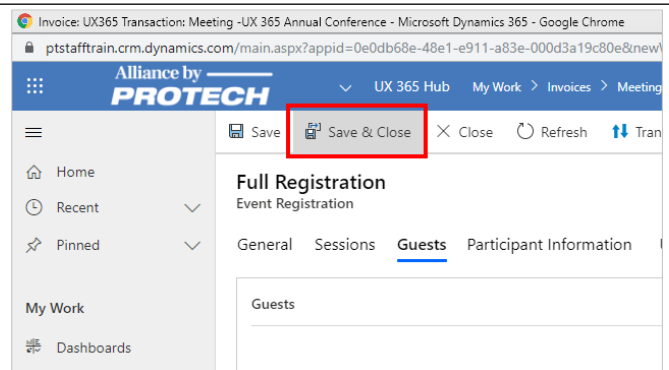 Invoice: UX365 Transaction: Meeting -UX 365 Annual Conference - Microsoft Dynamics 365 - Google Chrome
ptstafftrain.crm.dynamics.com/main.aspx?appid=0e0db68e-48e1-e911-a83e-000d3a19c80e&new
Alliance by
PROTECH
UX 365 Hub My Work > Invoices > Meeting
Save Save & Close Close Refresh Tran
Home
Recent
Pinned
My Work
Dashboards
Full Registration
Event Registration
General Sessions Guests Participant Information
Guests